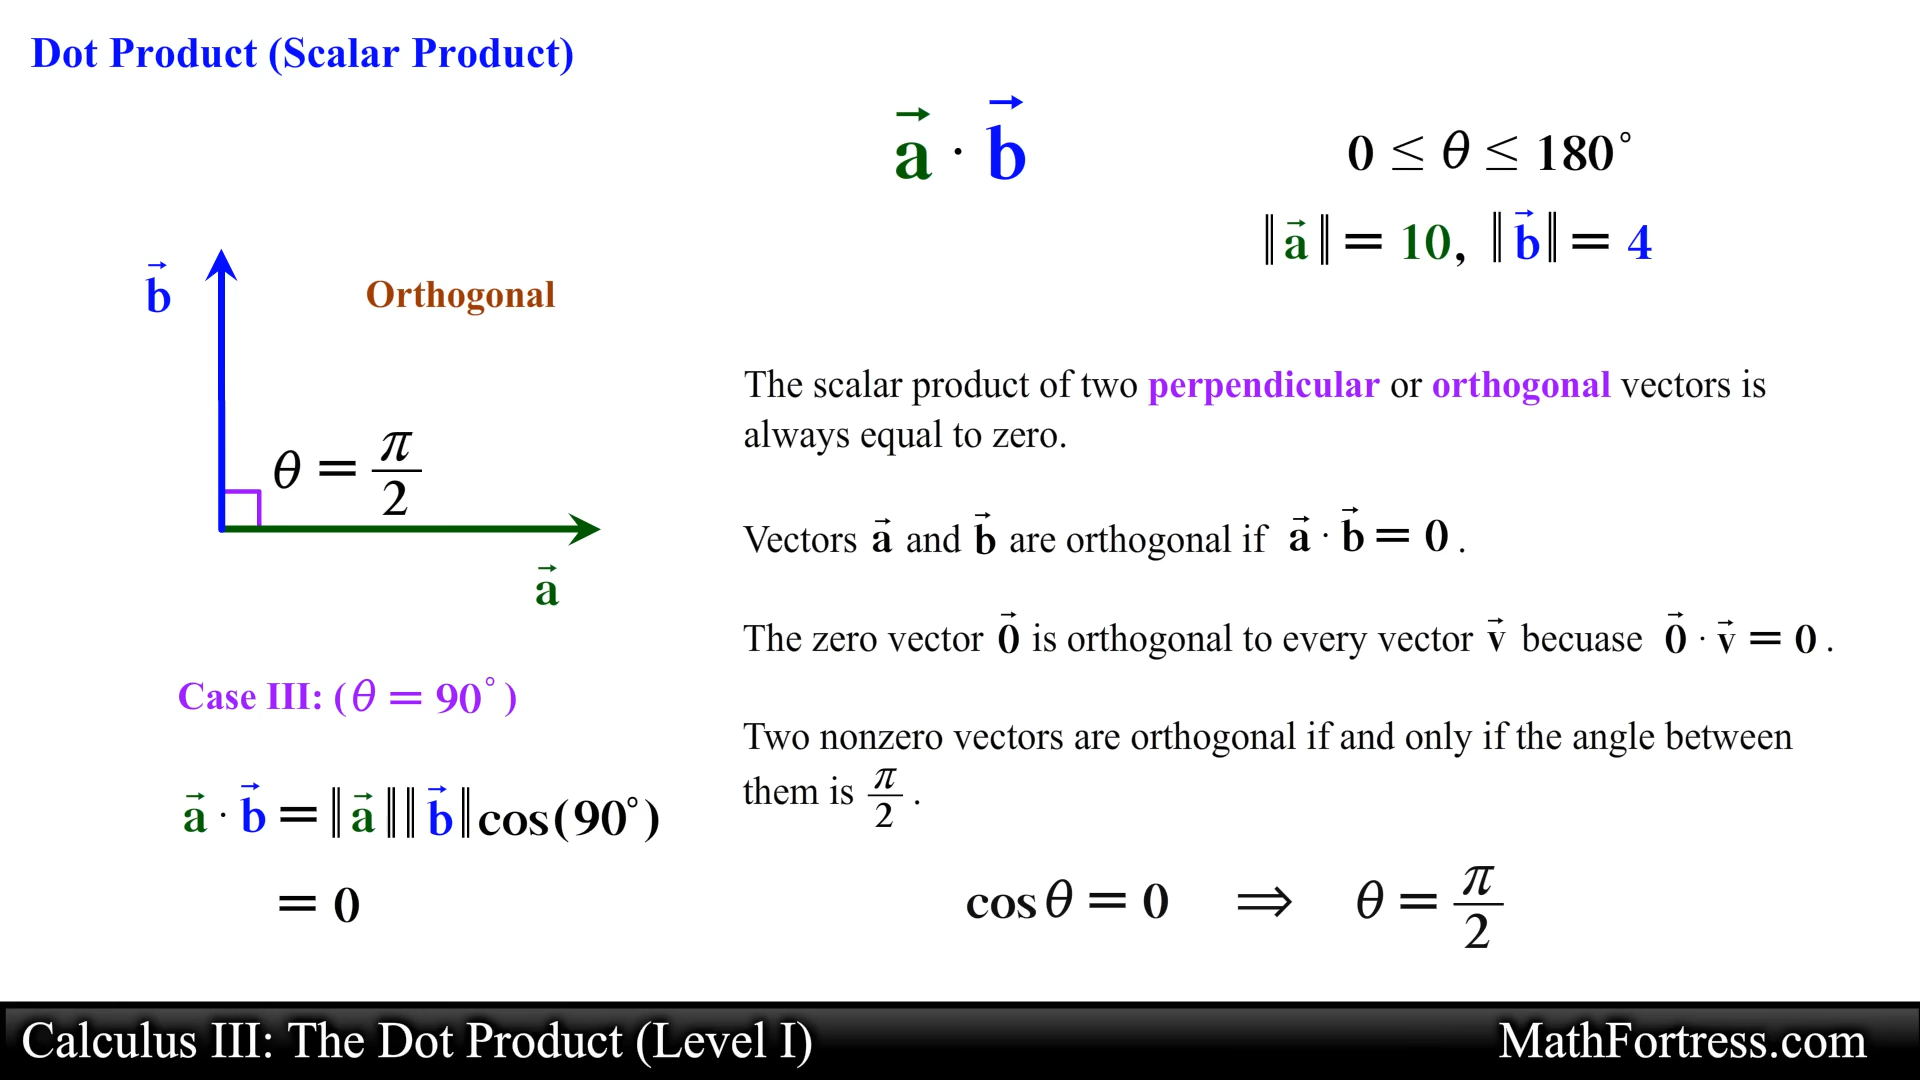 Dot Product (Scalar Product)
a⃗ · b⃗
0 ≤ θ ≤ 180°
‖a⃗‖ = 10, ‖b⃗‖ = 4
b⃗
Orthogonal
θ = π/2
a⃗
Case III: (θ = 90°)
a⃗ · b⃗ = ‖a⃗‖‖b⃗‖cos(90°)
= 0
The scalar product of two perpendicular or orthogonal vectors is
always equal to zero.
Vectors a⃗ and b⃗ are orthogonal if a⃗ · b⃗ = 0 .
The zero vector 0⃗ is orthogonal to every vector v⃗ becuase 0⃗ · v⃗ = 0 .
Two nonzero vectors are orthogonal if and only if the angle between
them is π/2 .
cos θ = 0 ⇒ θ = π/2
Calculus III: The Dot Product (Level I)
MathFortress.com